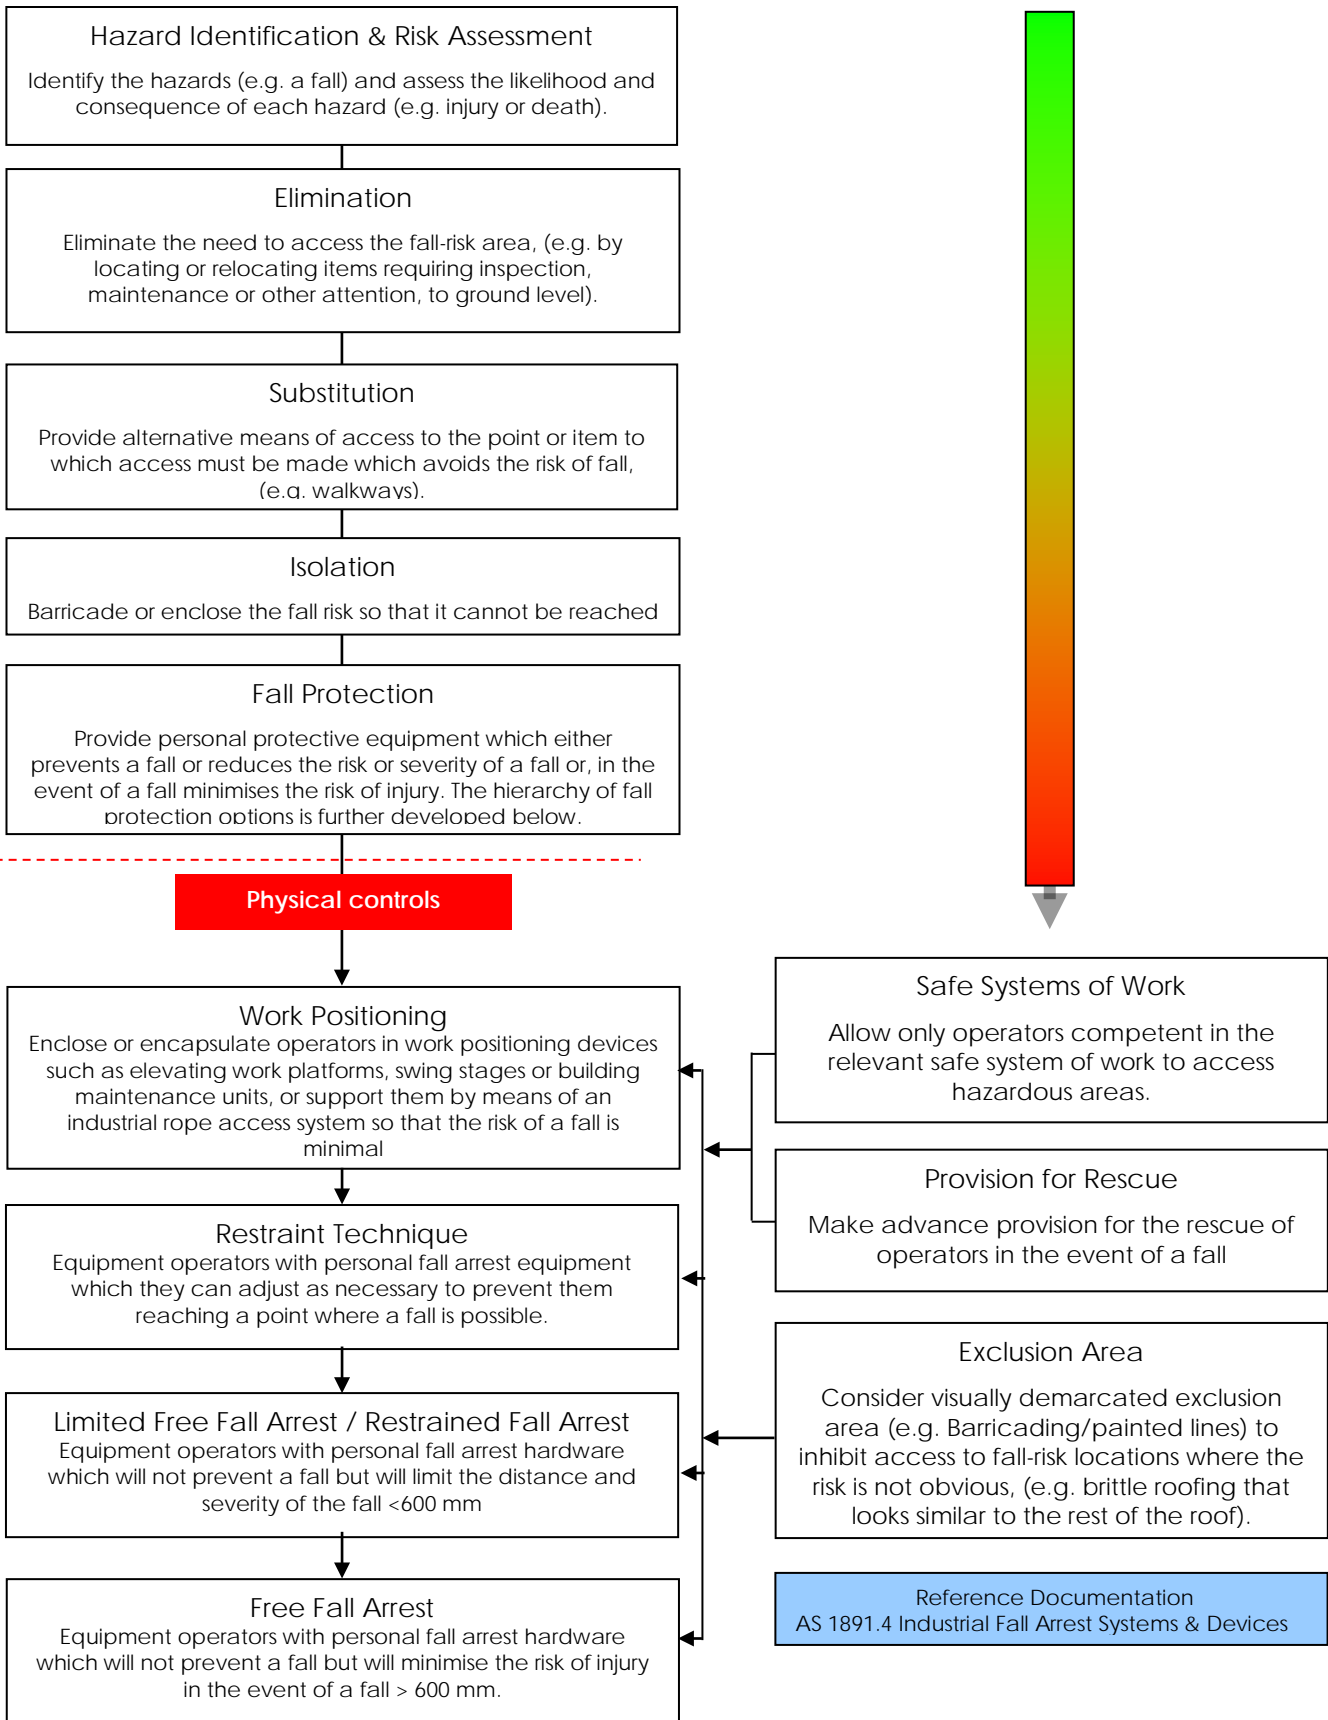 Hazard Identification & Risk Assessment
Identify the hazards (e.g. a fall) and assess the likelihood and
consequence of each hazard (e.g. injury or death).
Elimination
Eliminate the need to access the fall-risk area, (e.g. by
locating or relocating items requiring inspection,
maintenance or other attention, to ground level).
Substitution
Provide alternative means of access to the point or item to
which access must be made which avoids the risk of fall,
(e.g. walkways).
Isolation
Barricade or enclose the fall risk so that it cannot be reached
Fall Protection
Provide personal protective equipment which either
prevents a fall or reduces the risk or severity of a fall or, in the
event of a fall minimises the risk of injury. The hierarchy of fall
protection options is further developed below.
Physical controls
Work Positioning
Enclose or encapsulate operators in work positioning devices
such as elevating work platforms, swing stages or building
maintenance units, or support them by means of an
industrial rope access system so that the risk of a fall is
minimal
Restraint Technique
Equipment operators with personal fall arrest equipment
which they can adjust as necessary to prevent them
reaching a point where a fall is possible.
Limited Free Fall Arrest / Restrained Fall Arrest
Equipment operators with personal fall arrest hardware
which will not prevent a fall but will limit the distance and
severity of the fall <600 mm
Free Fall Arrest
Equipment operators with personal fall arrest hardware
which will not prevent a fall but will minimise the risk of injury
in the event of a fall > 600 mm.
Safe Systems of Work
Allow only operators competent in the
relevant safe system of work to access
hazardous areas.
Provision for Rescue
Make advance provision for the rescue of
operators in the event of a fall
Exclusion Area
Consider visually demarcated exclusion
area (e.g. Barricading/painted lines) to
inhibit access to fall-risk locations where the
risk is not obvious, (e.g. brittle roofing that
looks similar to the rest of the roof).
Reference Documentation
AS 1891.4 Industrial Fall Arrest Systems & Devices